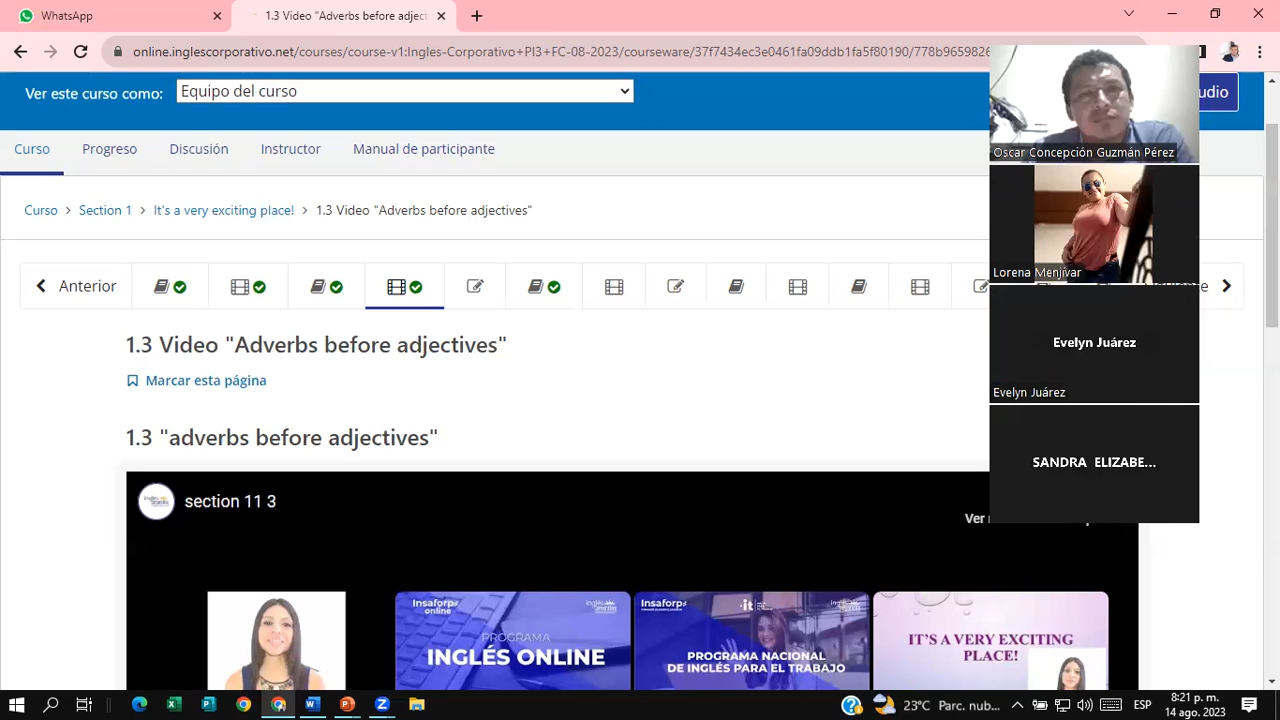 WhatsApp
1.3 Video "Adverbs before adject
online.inglescorporativo.net/courses/course-v1:Ingles-Corporativo+PI3+FC-08-2023/courseware/37f7434ec3e0461fa09ddb1fa5f80190/778b9659826
Ver este curso como:
Equipo del curso
udio
Curso
Progreso
Discusión
Instructor
Manual de participante
Curso > Section 1 > It's a very exciting place! > 1.3 Video "Adverbs before adjectives"
Anterior
1.3 Video "Adverbs before adjectives"
Marcar esta página
1.3 "adverbs before adjectives"
section 11 3
Ver
Insaforp online
PROGRAMA
INGLÉS ONLINE
Insaforp
it
PROGRAMA NACIONAL
DE INGLÉS PARA EL TRABAJO
IT'S A VERY EXCITING
PLACE!
Oscar Concepción Guzmán Pérez
Lorena Menjívar
Evelyn Juárez
Evelyn Juárez
SANDRA ELIZABE...
23°C Parc. nub...
ESP
8:21 p. m.
14 ago. 2023